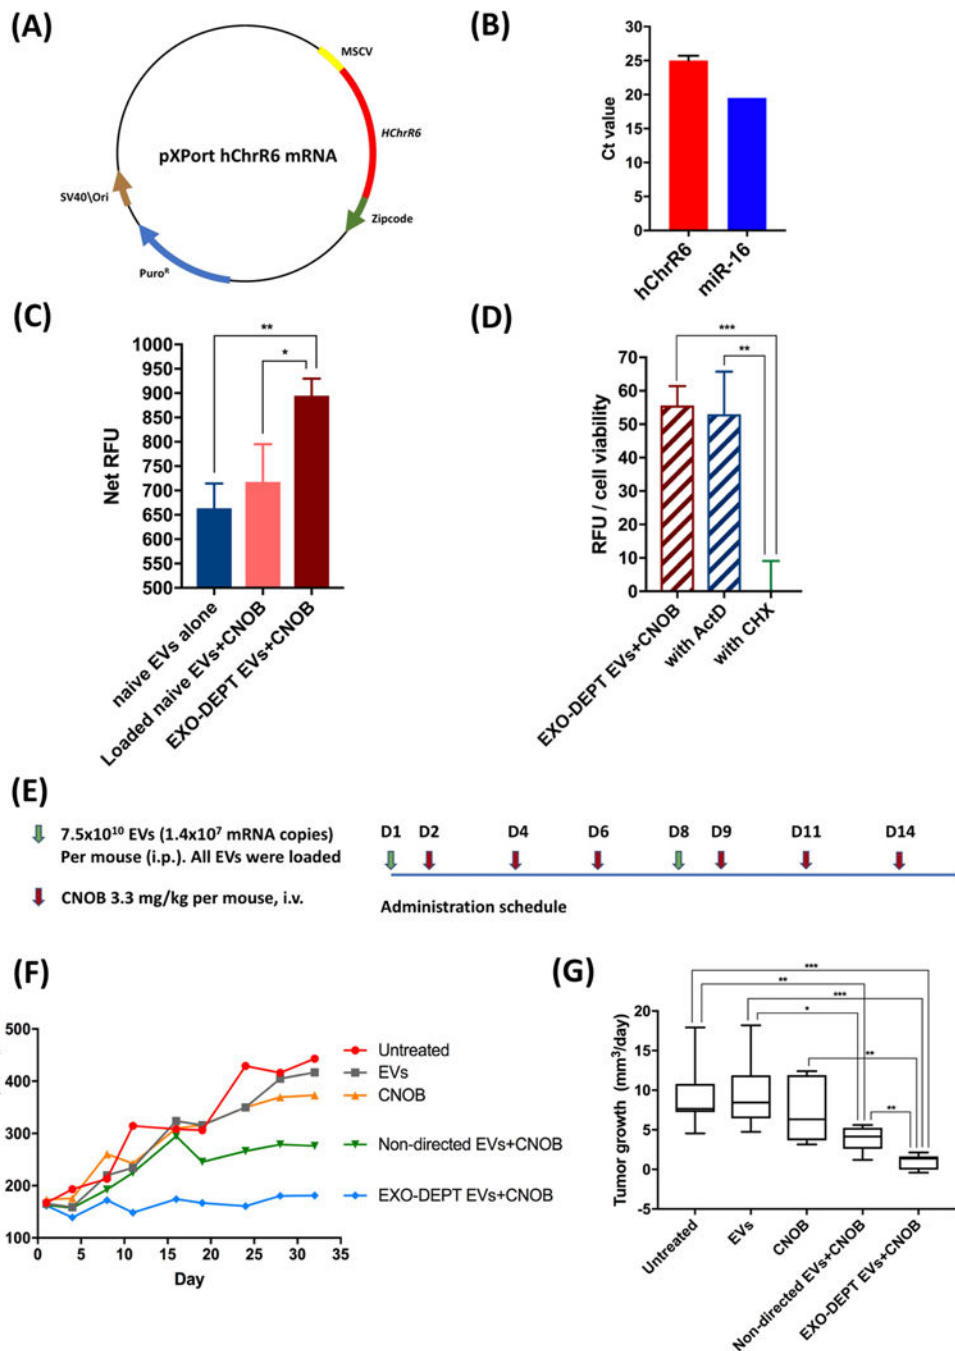 (A)
MSCV
HChrR6
pXPort hChrR6 mRNA
SV40\Ori
Zipcode
Puro^R
(B)
Ct value
30
25
20
15
10
5
0
hChrR6
miR-16
(C)
**
*
Net RFU
1000
950
900
850
800
750
700
650
600
550
500
naive EVs alone
Loaded naive EVs+CNOB
EXO-DEPT EVs+CNOB
(D)
***
**
RFU / cell viability
70
60
50
40
30
20
10
0
EXO-DEPT EVs+CNOB
with ActD
with CHX
(E)
7.5x10^10 EVs (1.4x10^7 mRNA copies)
Per mouse (i.p.). All EVs were loaded
CNOB 3.3 mg/kg per mouse, i.v.
D1 D2 D4 D6 D8 D9 D11 D14
Administration schedule
(F)
500
400
300
200
100
0 5 10 15 20 25 30 35
Day
Untreated
EVs
CNOB
Non-directed EVs+CNOB
EXO-DEPT EVs+CNOB
(G)
***
**
***
*
**
**
Tumor growth (mm³/day)
20
15
10
5
0
-5
Untreated
EVs
CNOB
Non-directed EVs+CNOB
EXO-DEPT EVs+CNOB